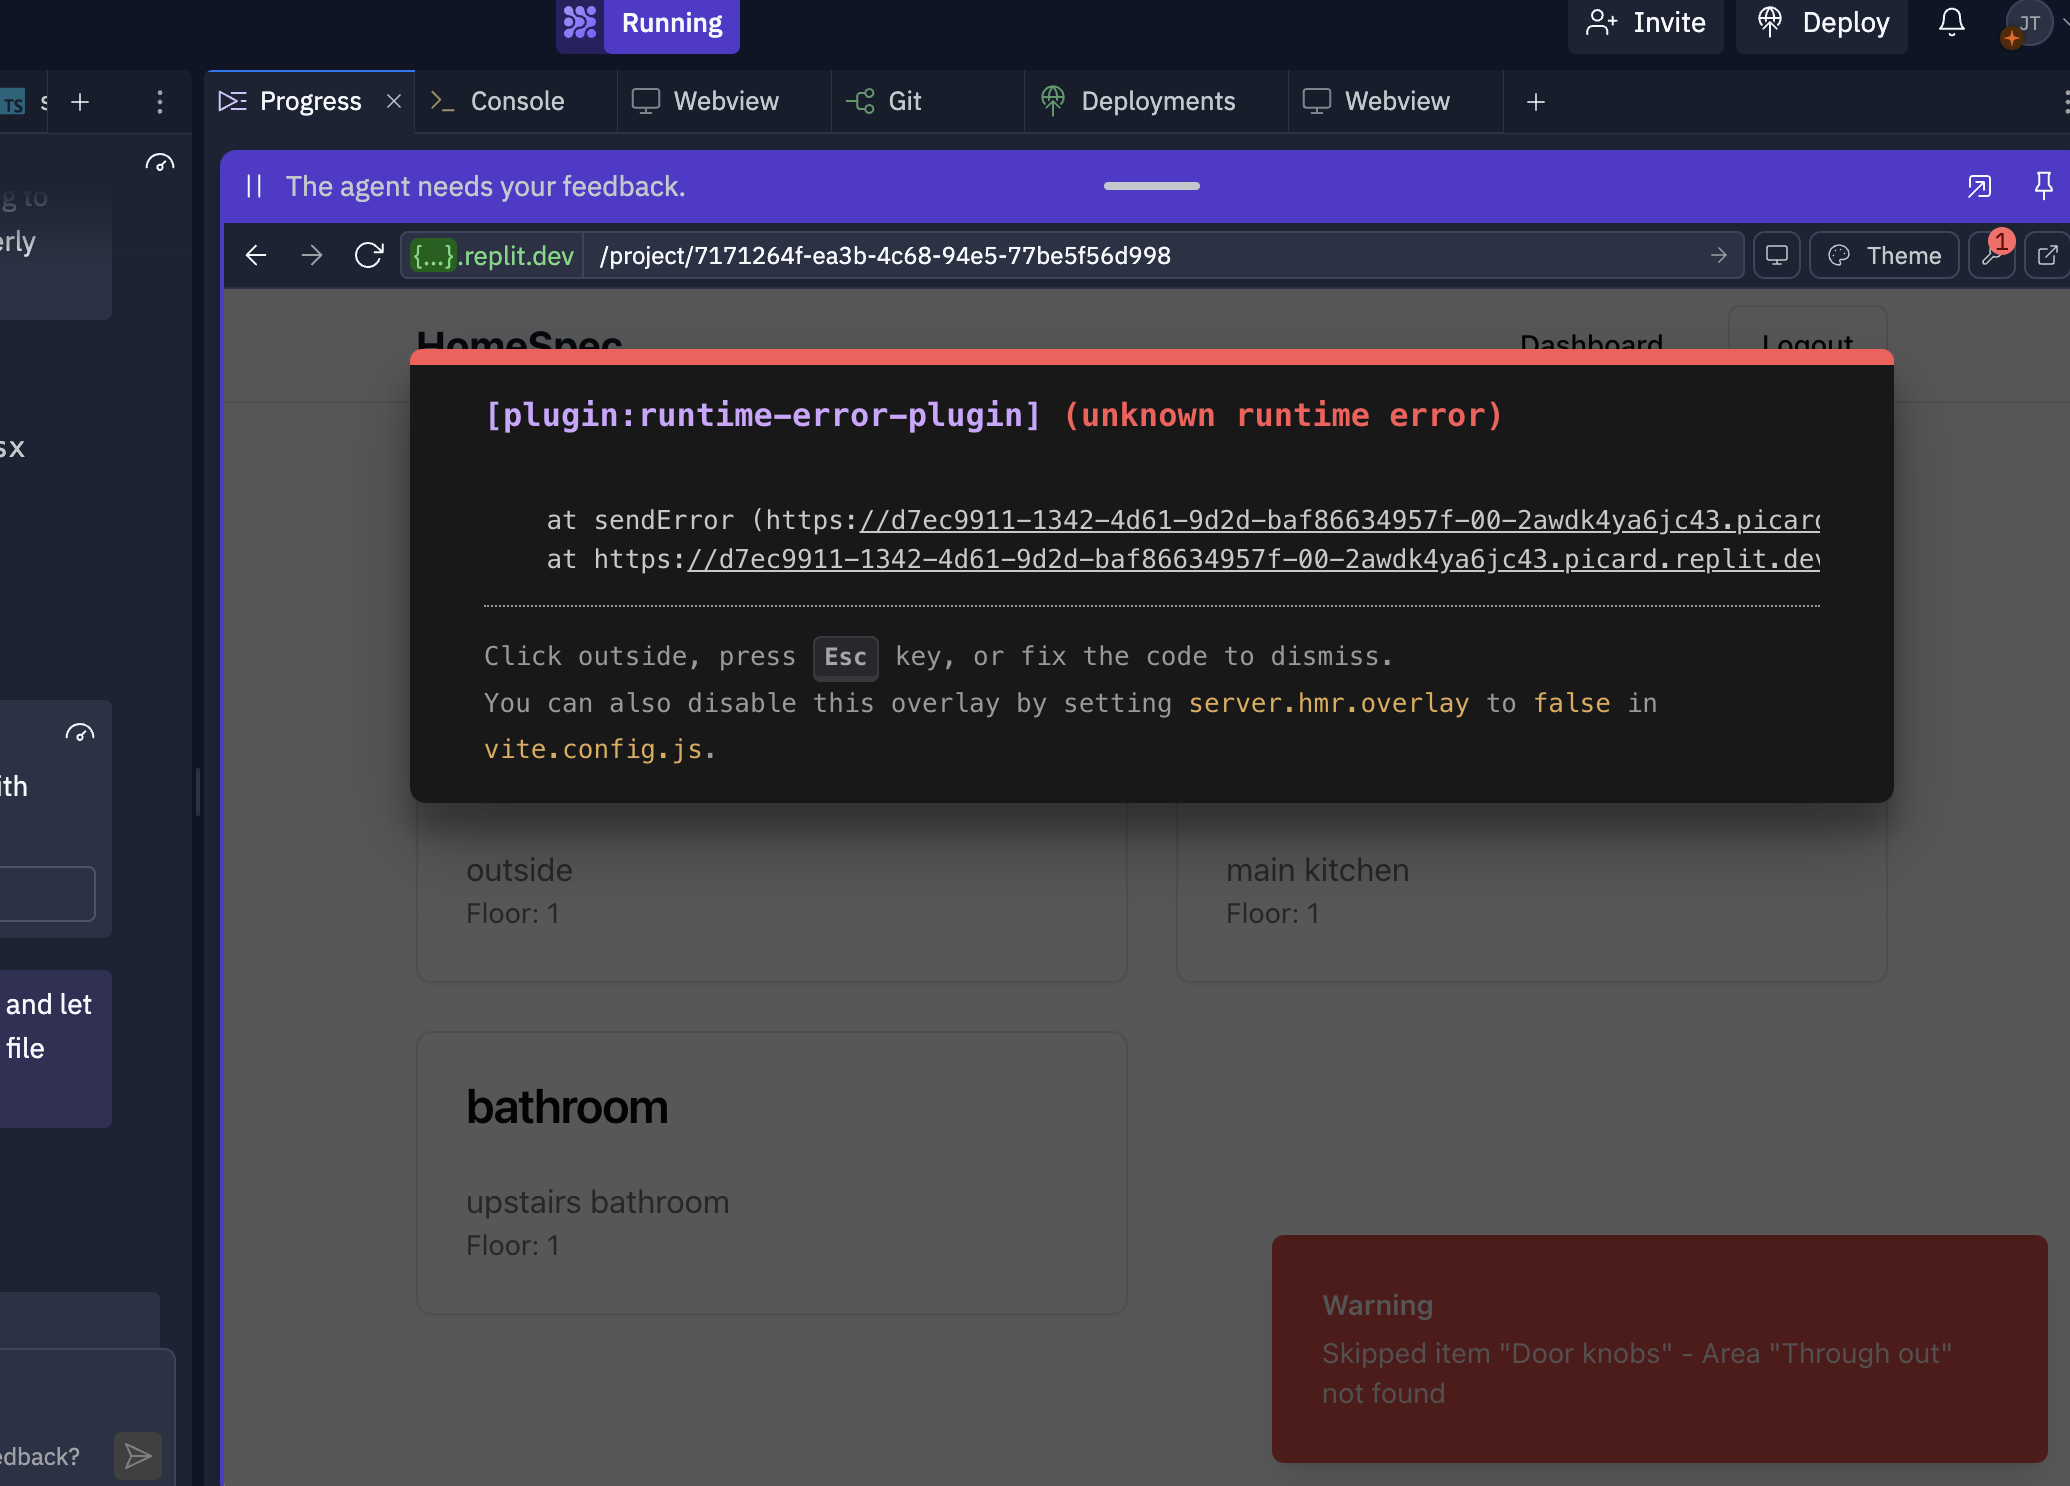 Running
Invite
Deploy
JT
TS
Progress
Console
Webview
Git
Deployments
Webview
g to
erly
sx
ith
and let
file
edback?
The agent needs your feedback.
{...}.replit.dev
/project/7171264f-ea3b-4c68-94e5-77be5f56d998
Theme
1
HomeSpec
Dashboard
Logout
[plugin:runtime-error-plugin] (unknown runtime error)
at sendError (https://d7ec9911-1342-4d61-9d2d-baf86634957f-00-2awdk4ya6jc43.picard
at https://d7ec9911-1342-4d61-9d2d-baf86634957f-00-2awdk4ya6jc43.picard.replit.dev
Click outside, press Esc key, or fix the code to dismiss.
You can also disable this overlay by setting server.hmr.overlay to false in
vite.config.js.
outside
Floor: 1
main kitchen
Floor: 1
bathroom
upstairs bathroom
Floor: 1
Warning
Skipped item "Door knobs" - Area "Through out"
not found